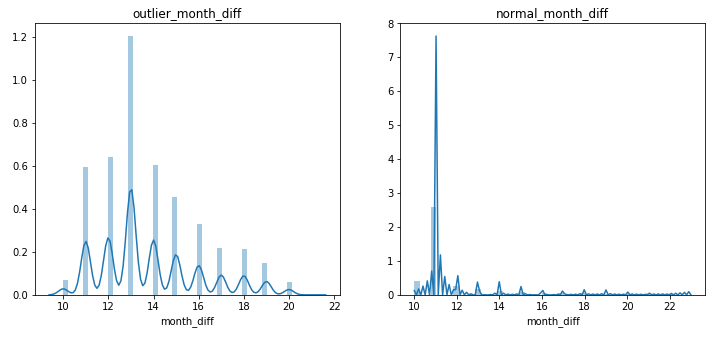 outlier_month_diff
1.2
1.0
0.8
0.6
0.4
0.2
0.0
10 12 14 16 18 20 22
month_diff
normal_month_diff
8
7
6
5
4
3
2
1
0
10 12 14 16 18 20 22
month_diff